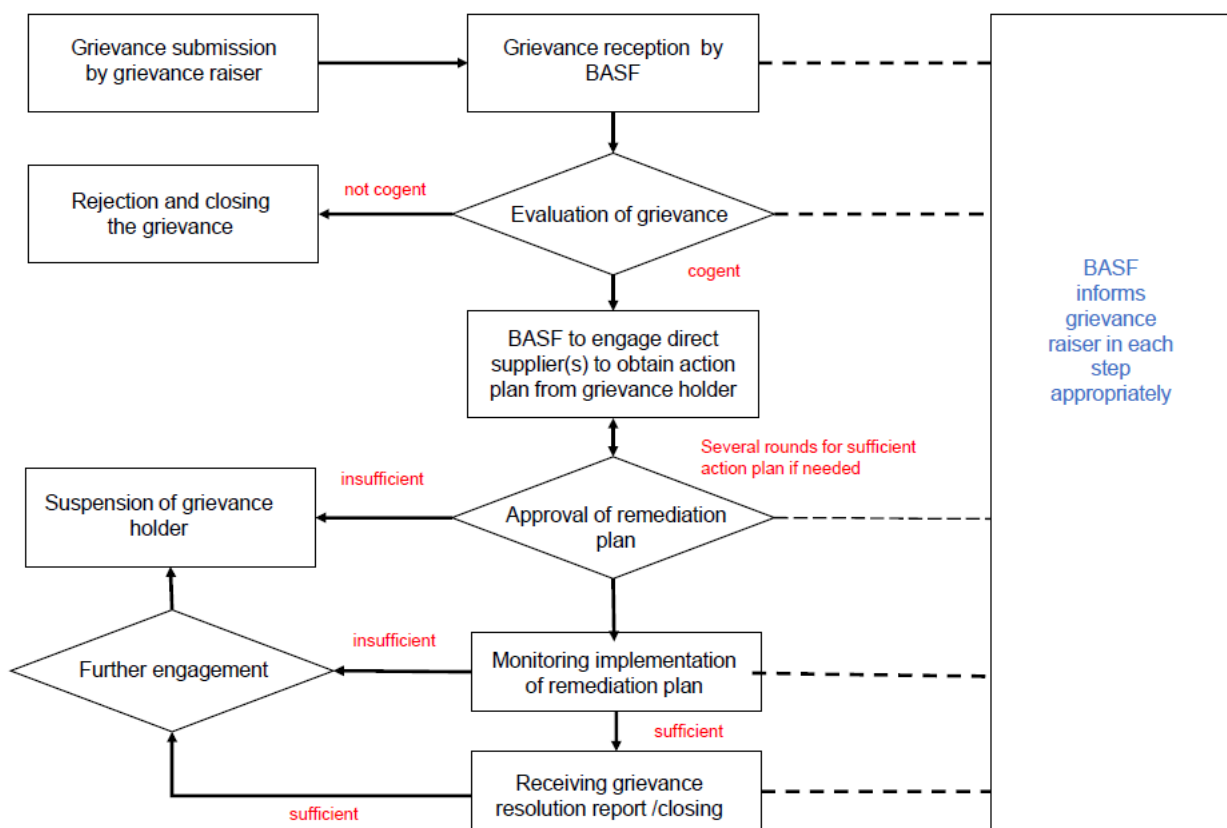 Grievance submission
by grievance raiser
Grievance reception by
BASF
Rejection and closing
the grievance
not cogent
Evaluation of grievance
cogent
BASF
informs
grievance
raiser in each
step
appropriately
BASF to engage direct
supplier(s) to obtain action
plan from grievance holder
Several rounds for sufficient
action plan if needed
Suspension of grievance
holder
insufficient
Approval of remediation
plan
Further engagement
insufficient
Monitoring implementation
of remediation plan
sufficient
Receiving grievance
resolution report /closing
sufficient